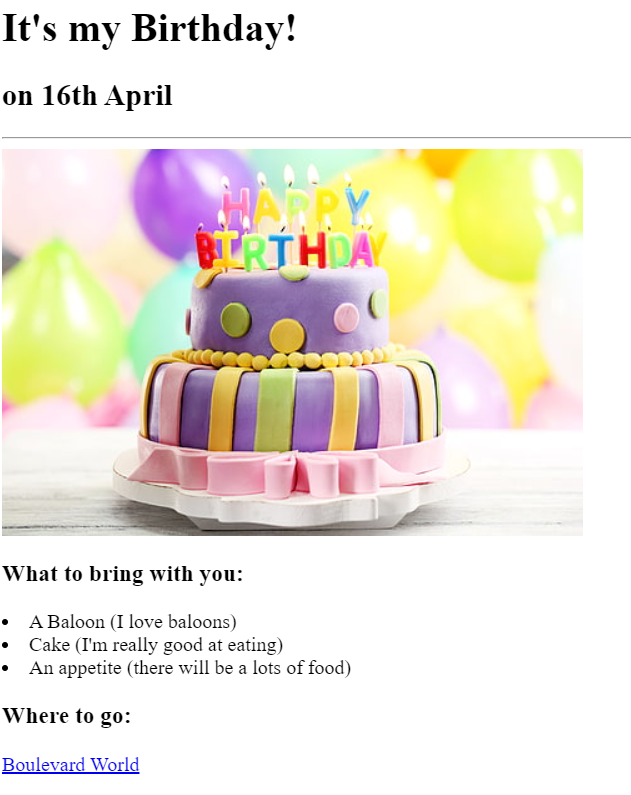 It's my Birthday!
on 16th April
HAPPY
BIRTHDAY
What to bring with you:
A Baloon (I love baloons)
Cake (I'm really good at eating)
An appetite (there will be a lots of food)
Where to go:
Boulevard World